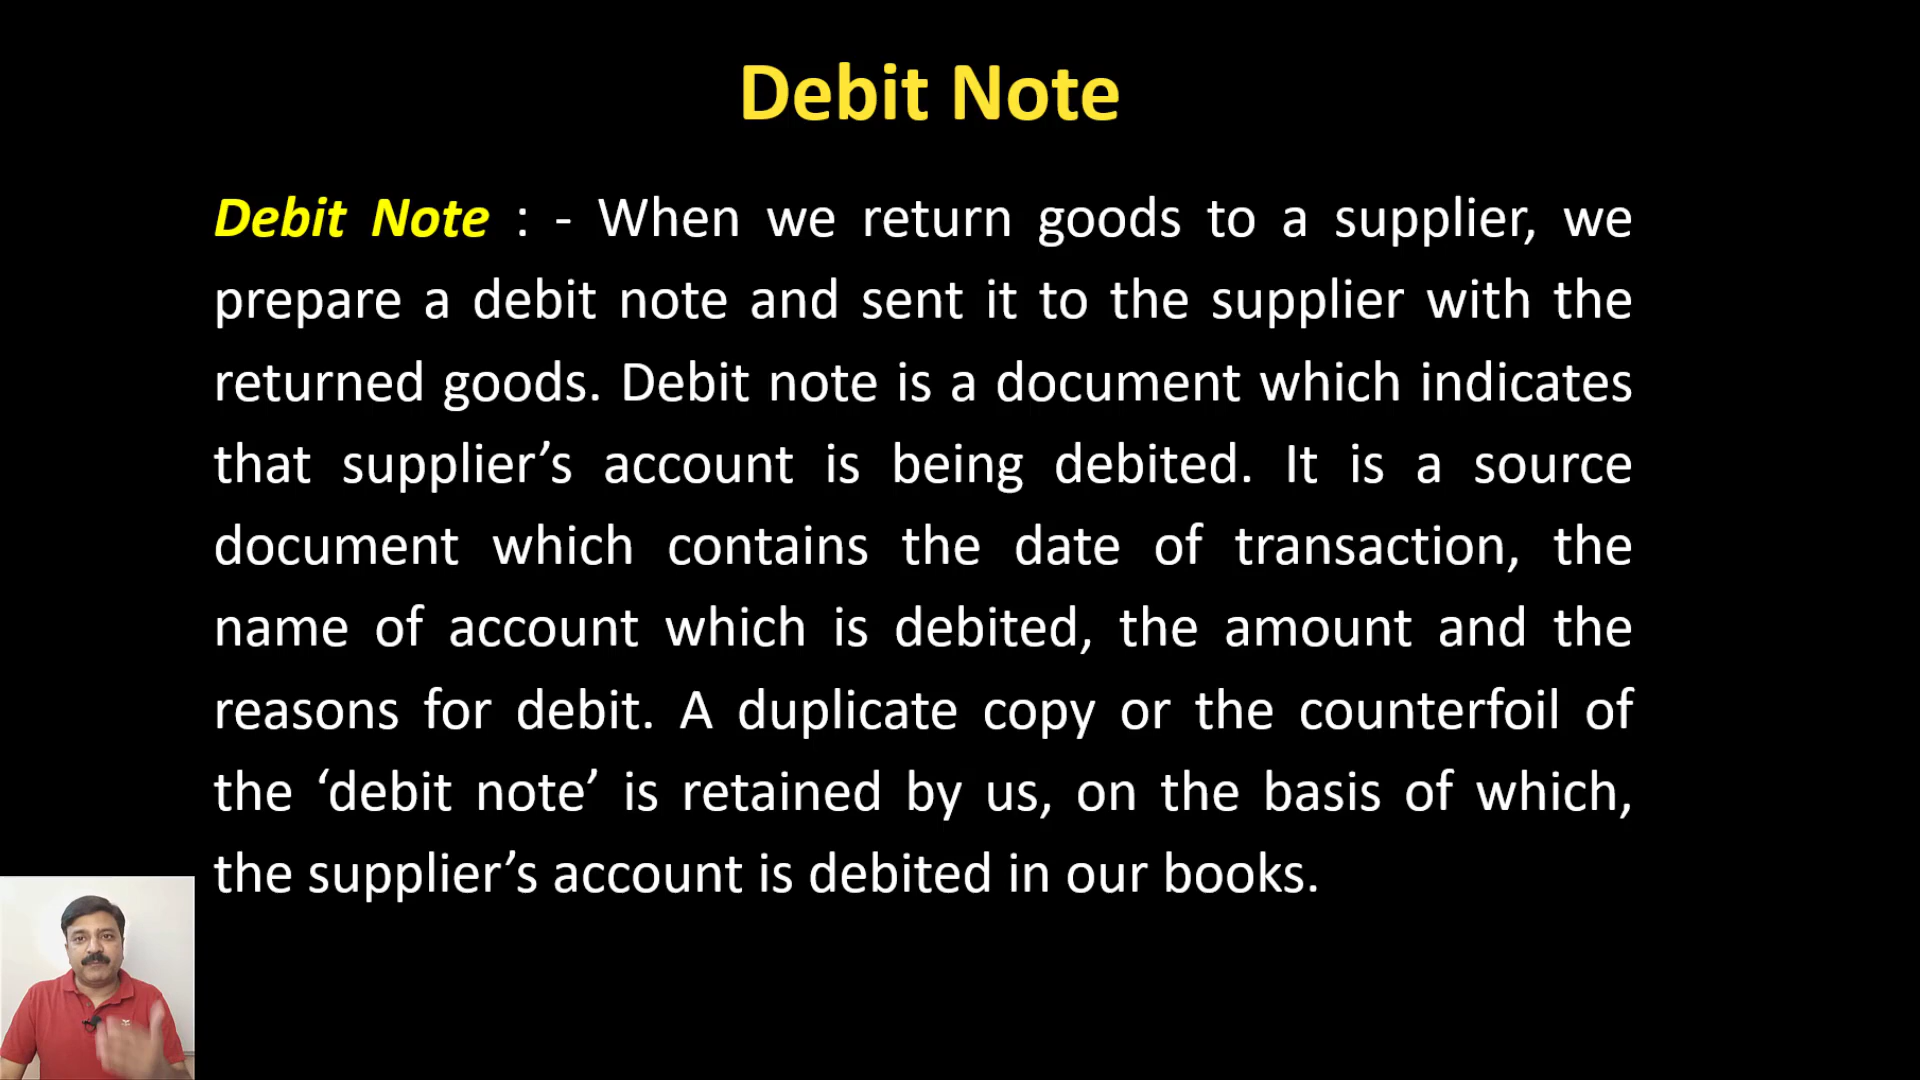 Debit Note
Debit Note : - When we return goods to a supplier, we
prepare a debit note and sent it to the supplier with the
returned goods. Debit note is a document which indicates
that supplier’s account is being debited. It is a source
document which contains the date of transaction, the
name of account which is debited, the amount and the
reasons for debit. A duplicate copy or the counterfoil of
the ‘debit note’ is retained by us, on the basis of which,
the supplier’s account is debited in our books.